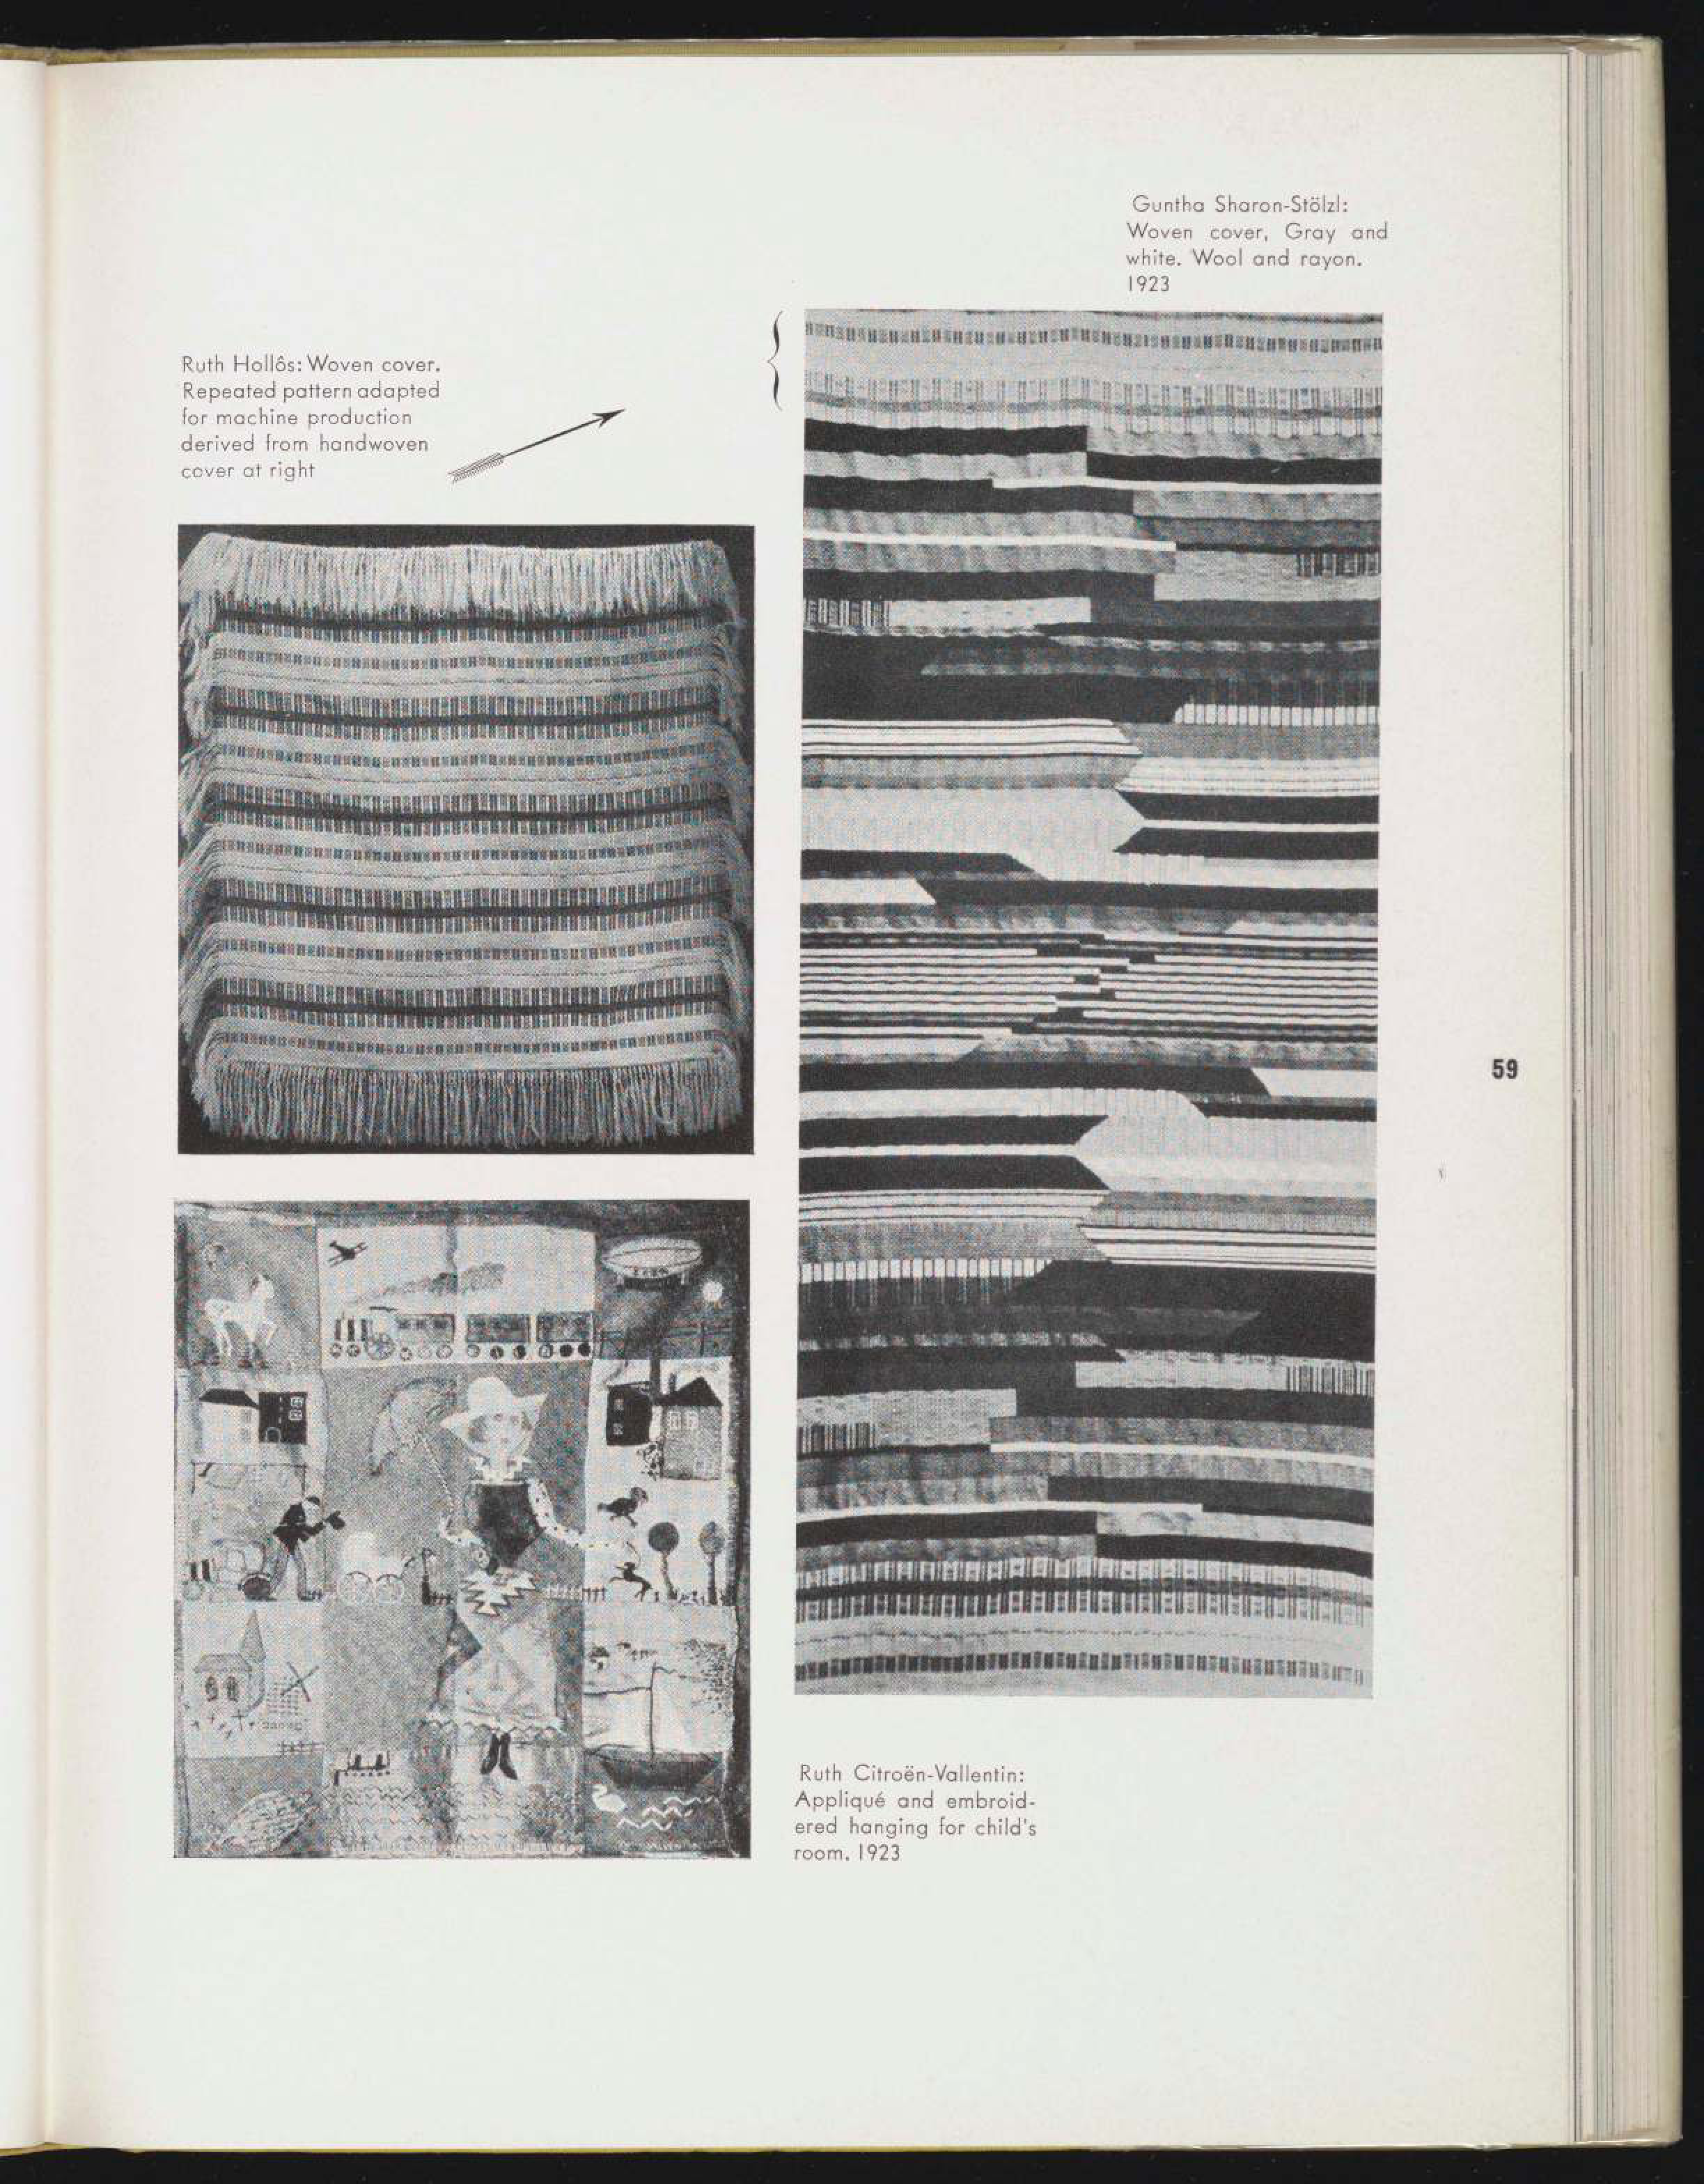 Guntha Sharon-Stölzl:
Woven cover, Gray and
white. Wool and rayon.
1923
Ruth Hollôs: Woven cover.
Repeated pattern adapted
for machine production
derived from handwoven
cover at right
59
Ruth Citroën-Vallentin:
Appliqué and embroid-
ered hanging for child's
room. 1923